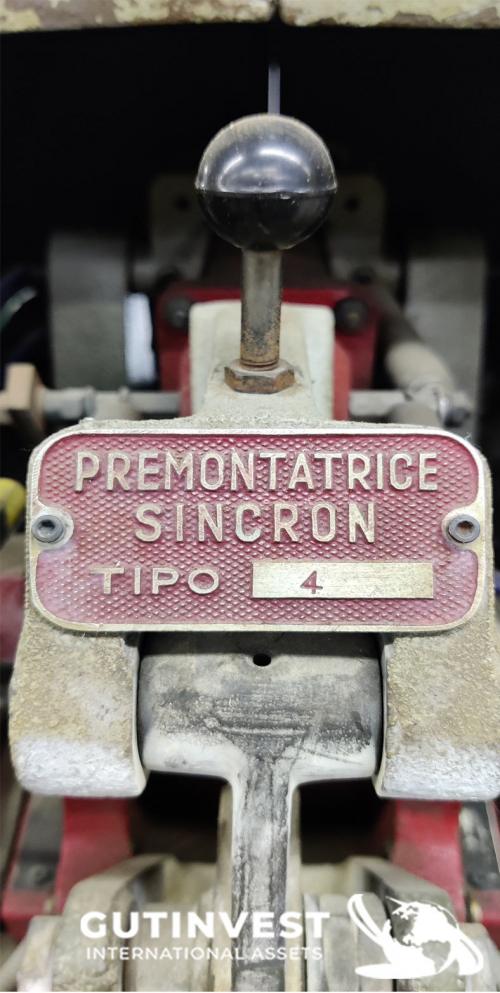 PREMONTATRICE
SINCRON
TIPO 4
GUTINVEST
INTERNATIONAL ASSETS